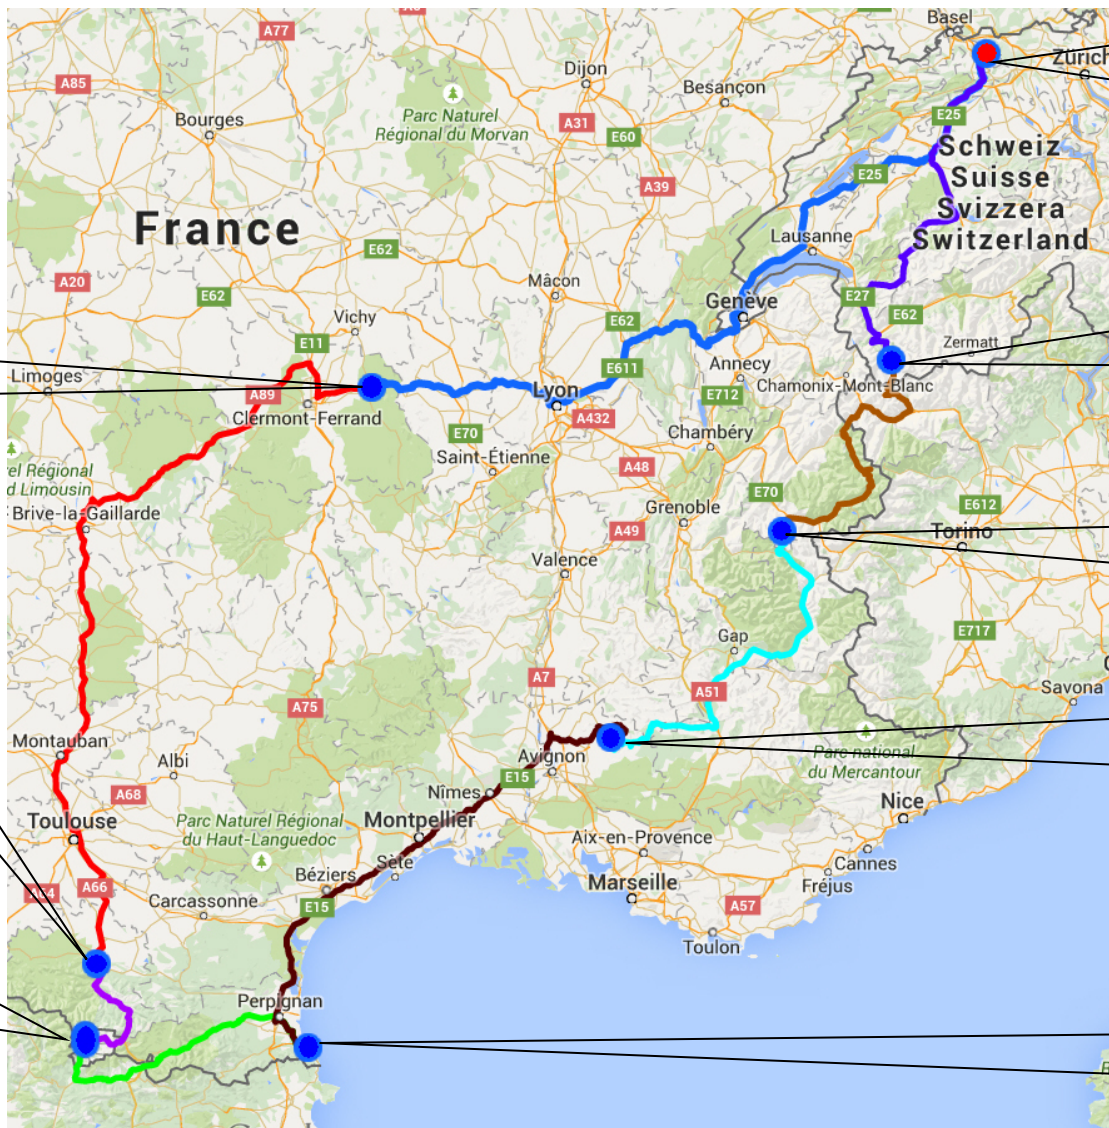 A6
E27
Basel
A77
Zürich
Dijon
A85
Besançon
Parc Naturel
Régional du Morvan
E25
Bourges
A31
E60
Schweiz
Suisse
Svizzera
Switzerland
E25
A39
France
Lausanne
E62
A20
Mâcon
E62
Genève
E27
E62
Vichy
E62
E11
Zermatt
Annecy
E611
Limoges
Lyon
Chamonix-Mont-Blanc
A89
E712
Clermont-Ferrand
A432
E70
Chambéry
Saint-Étienne
A48
el Régional
d Limousin
E70
E612
Grenoble
Brive-la-Gaillarde
A49
Torino
Valence
E717
Gap
A7
A51
Savona
A75
Montauban
Parc national
du Mercantour
Albi
Avignon
E15
Nîmes
A68
Nice
Toulouse
Parc Naturel Régional
du Haut-Languedoc
Montpellier
Aix-en-Provence
Sète
Cannes
Béziers
Marseille
Fréjus
A64
A66
Carcassonne
E15
A57
Toulon
Perpignan